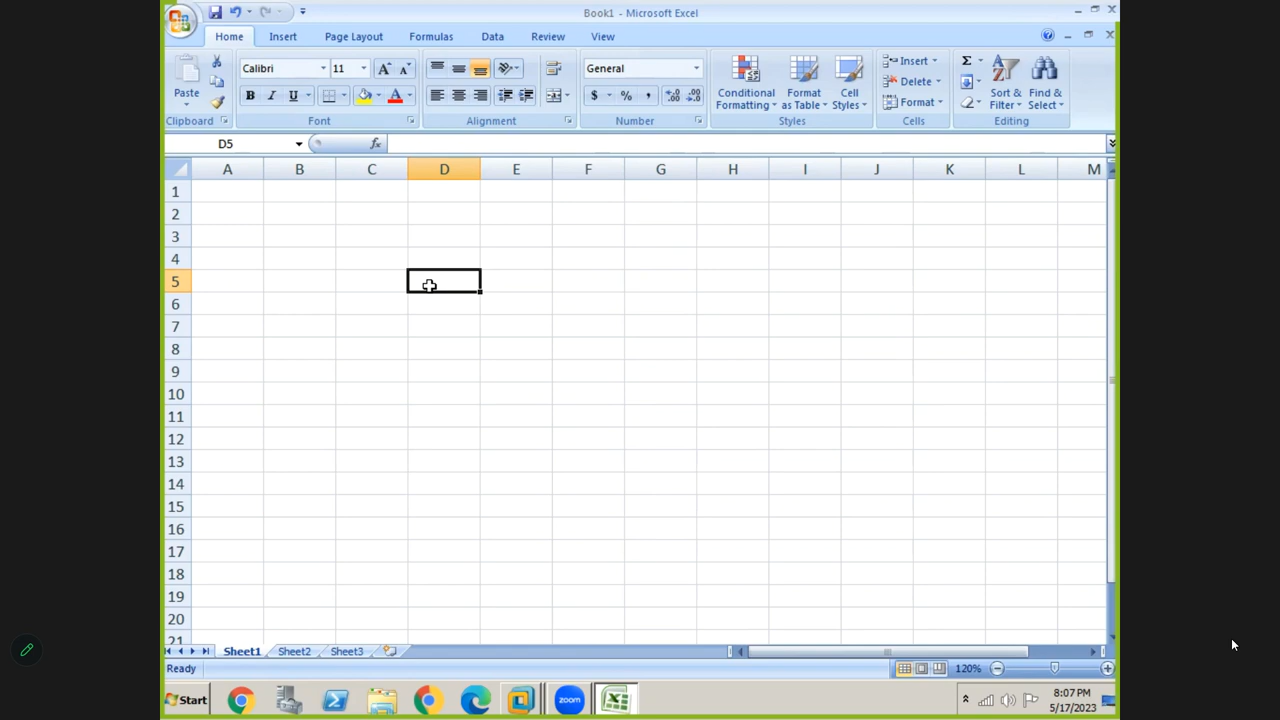 Book1 - Microsoft Excel
Home Insert Page Layout Formulas Data Review View
Paste
Calibri 11
B I U
General
$ % ,
Conditional Formatting
Format as Table
Cell Styles
Insert
Delete
Format
Σ
Sort & Filter
Find & Select
Clipboard Font Alignment Number Styles Cells Editing
D5 fx
A B C D E F G H I J K L M
1
2
3
4
5
6
7
8
9
10
11
12
13
14
15
16
17
18
19
20
21
Sheet1 Sheet2 Sheet3
Ready 120%
Start zoom 8:07 PM
5/17/2023